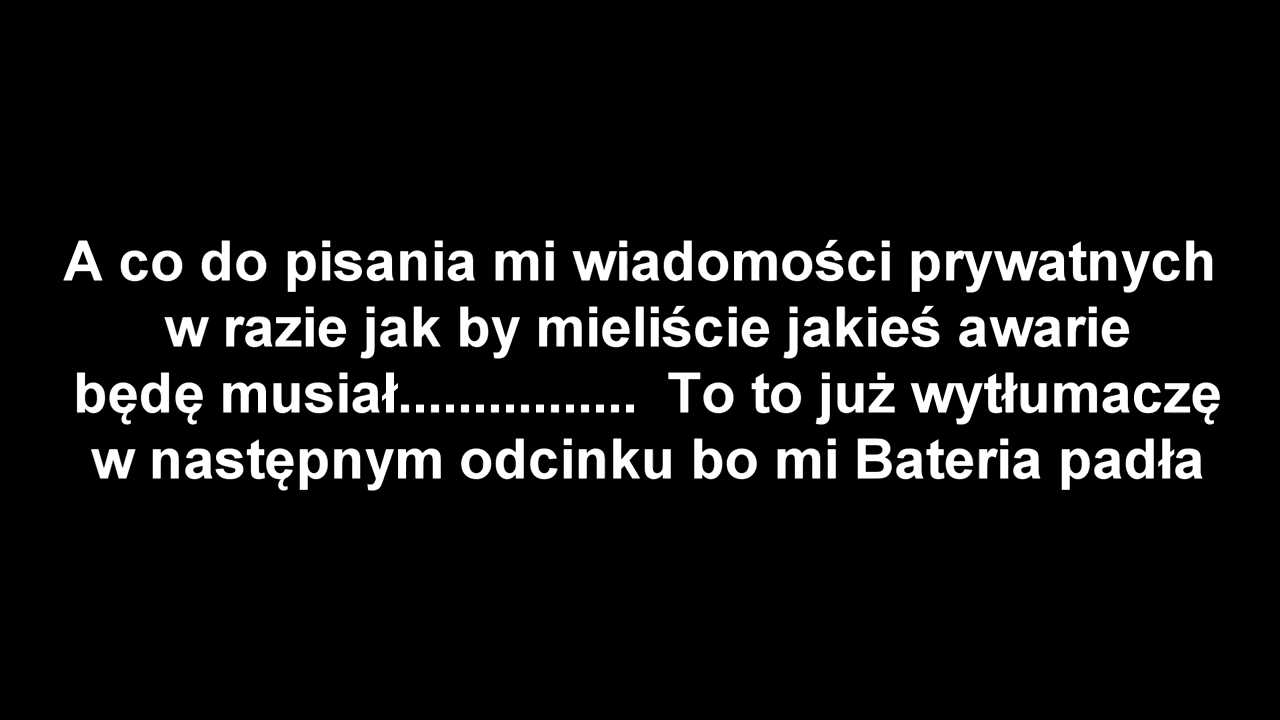 A co do pisania mi wiadomości prywatnych
w razie jak by mieliście jakieś awarie
będę musiał................ To to już wytłumaczę
w następnym odcinku bo mi Bateria padła